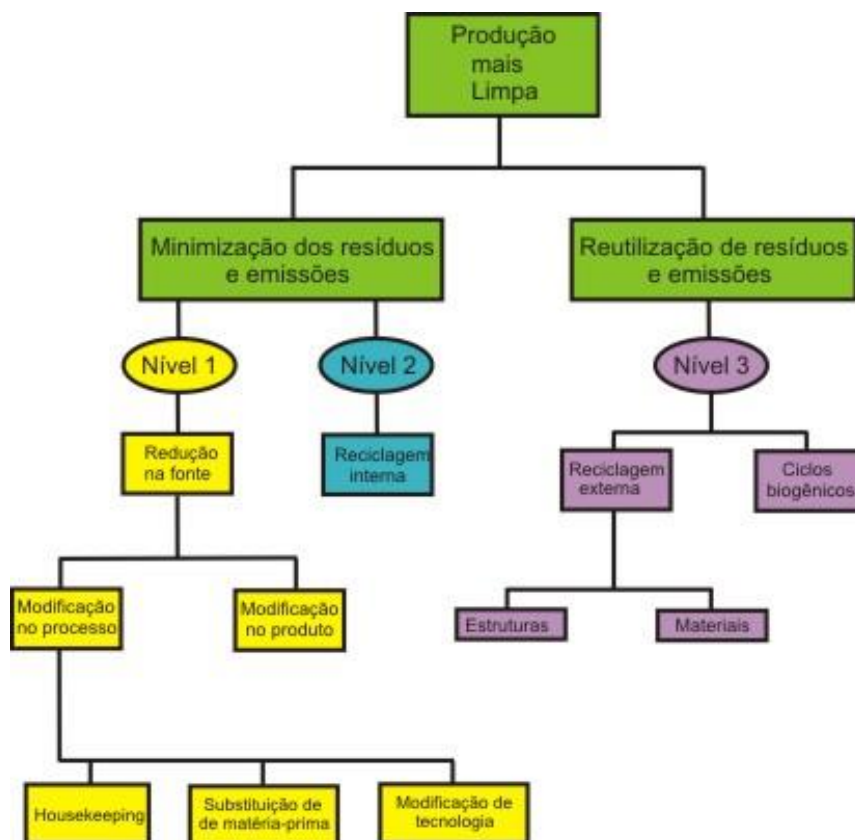 Produção
mais
Limpa
Minimização dos resíduos
e emissões
Reutilização de resíduos
e emissões
Nível 1
Nível 2
Nível 3
Redução
na fonte
Reciclagem
interna
Reciclagem
externa
Ciclos
biogênicos
Modificação
no processo
Modificação
no produto
Estruturas
Materiais
Housekeeping
Substituição de
de matéria-prima
Modificação de
tecnologia